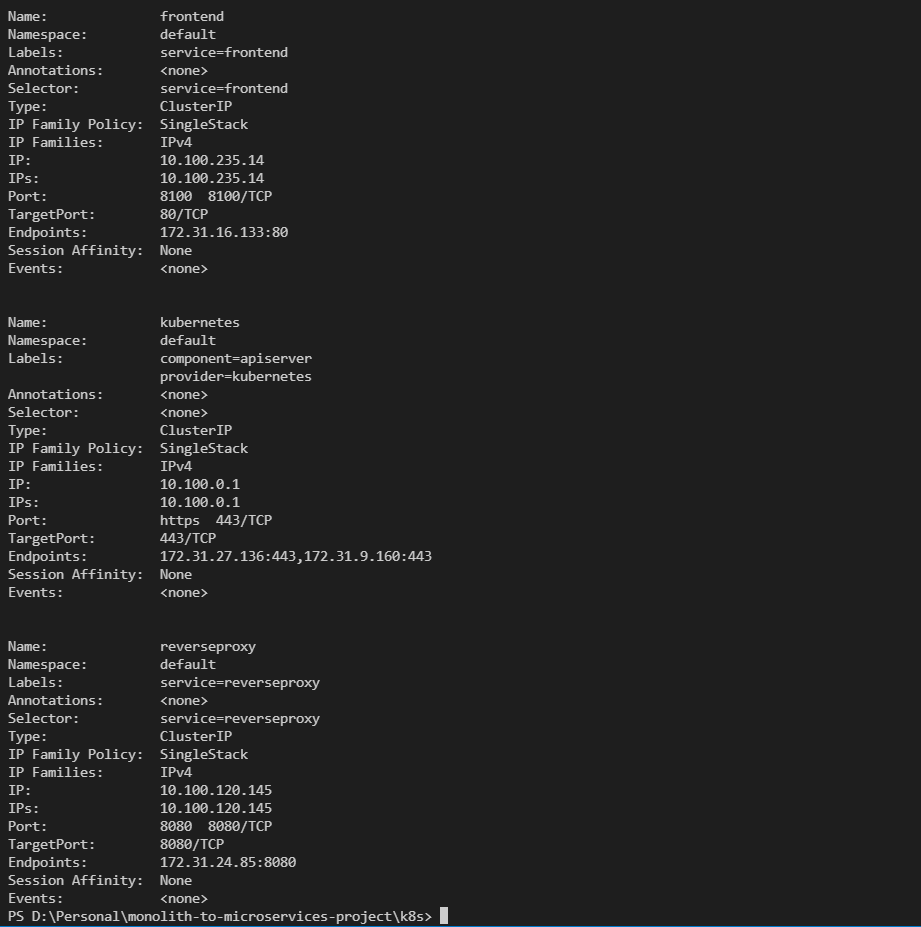 Name:              frontend
Namespace:         default
Labels:            service=frontend
Annotations:       <none>
Selector:          service=frontend
Type:              ClusterIP
IP Family Policy:  SingleStack
IP Families:       IPv4
IP:                10.100.235.14
IPs:               10.100.235.14
Port:              8100  8100/TCP
TargetPort:        80/TCP
Endpoints:         172.31.16.133:80
Session Affinity:  None
Events:            <none>
Name:              kubernetes
Namespace:         default
Labels:            component=apiserver
                   provider=kubernetes
Annotations:       <none>
Selector:          <none>
Type:              ClusterIP
IP Family Policy:  SingleStack
IP Families:       IPv4
IP:                10.100.0.1
IPs:               10.100.0.1
Port:              https  443/TCP
TargetPort:        443/TCP
Endpoints:         172.31.27.136:443,172.31.9.160:443
Session Affinity:  None
Events:            <none>
Name:              reverseproxy
Namespace:         default
Labels:            service=reverseproxy
Annotations:       <none>
Selector:          service=reverseproxy
Type:              ClusterIP
IP Family Policy:  SingleStack
IP Families:       IPv4
IP:                10.100.120.145
IPs:               10.100.120.145
Port:              8080  8080/TCP
TargetPort:        8080/TCP
Endpoints:         172.31.24.85:8080
Session Affinity:  None
Events:            <none>
PS D:\Personal\monolith-to-microservices-project\k8s>